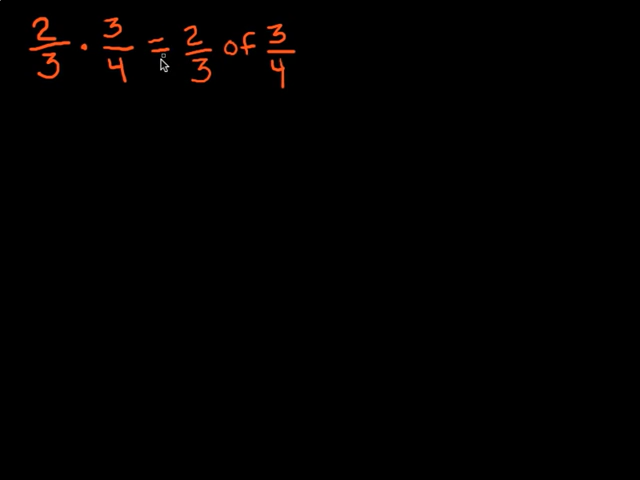 2/3 · 3/4 = 2/3 of 3/4